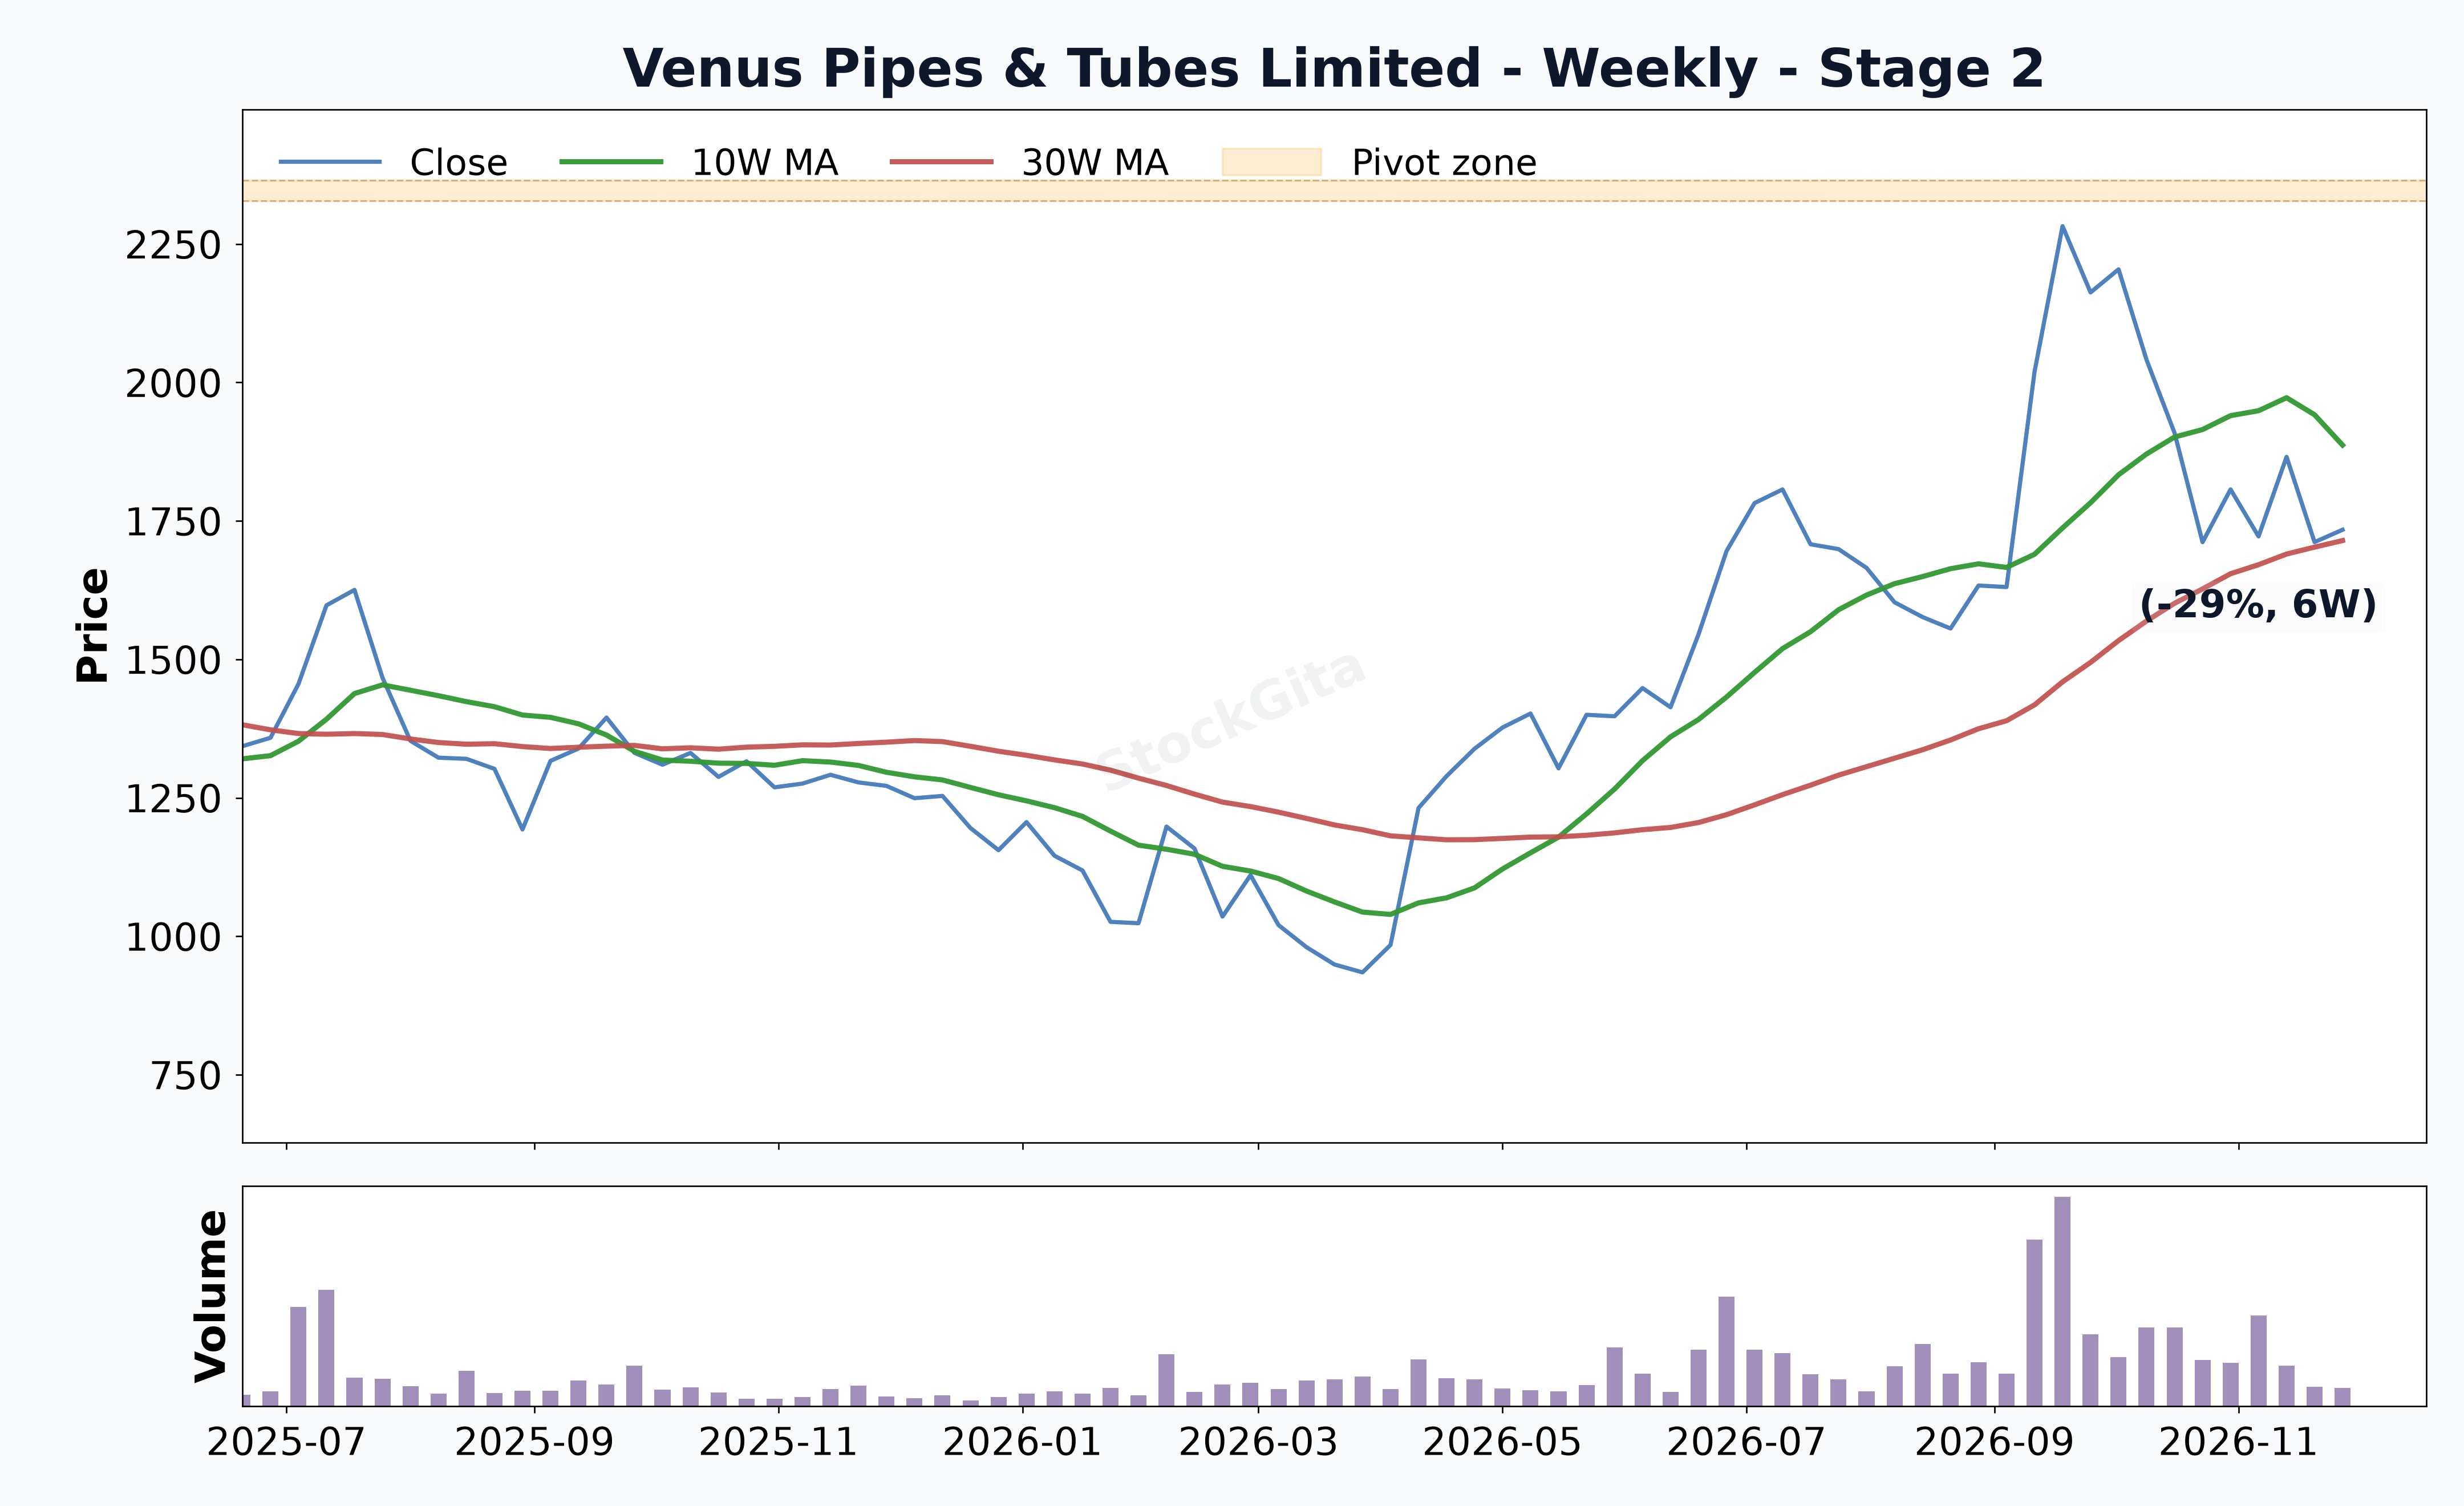 Venus Pipes & Tubes Limited - Weekly - Stage 2
Close 10W MA 30W MA Pivot zone
Price
2250
2000
1750
1500
1250
1000
750
(-29%, 6W)
StockGita
Volume
2025-07 2025-09 2025-11 2026-01 2026-03 2026-05 2026-07 2026-09 2026-11